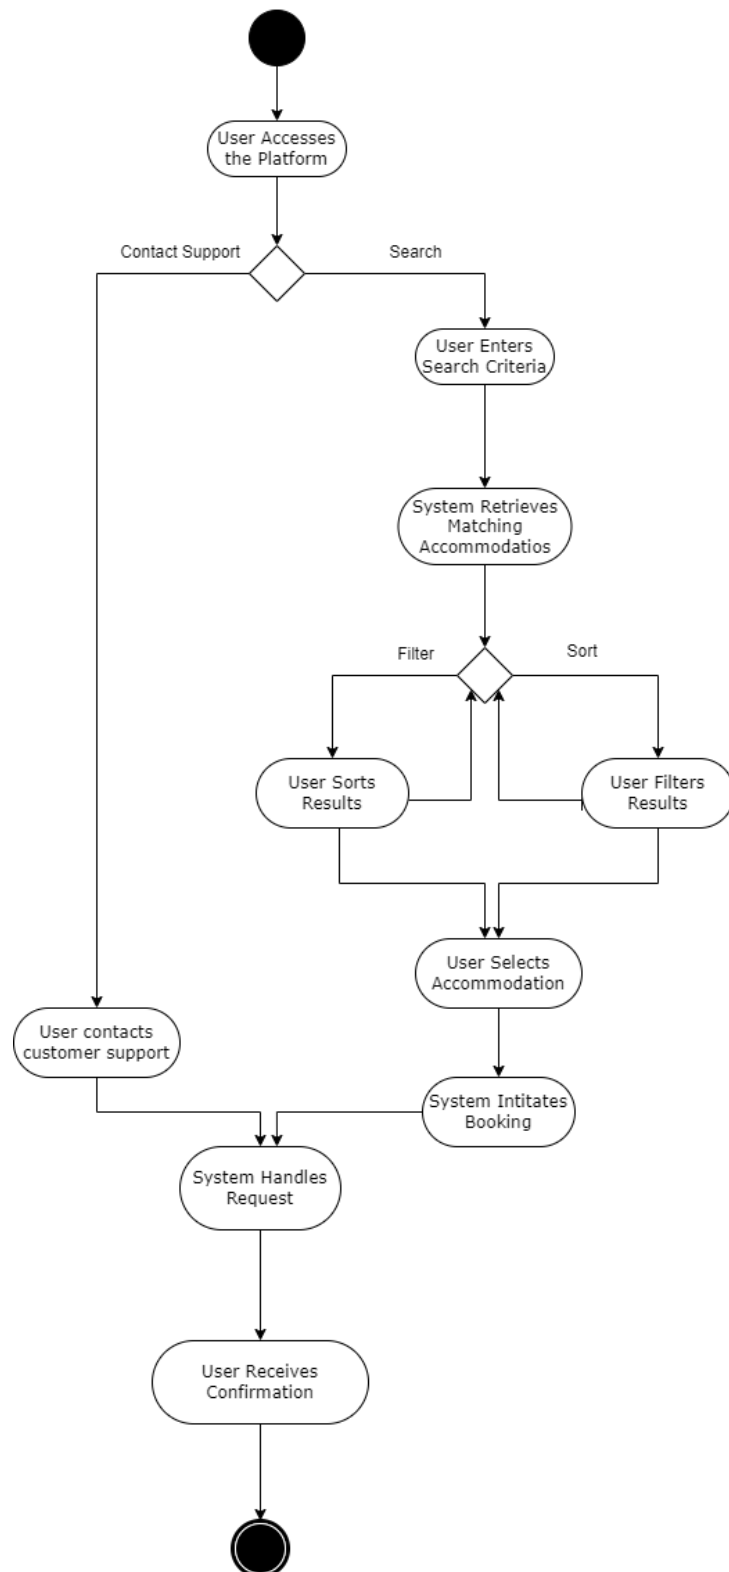 User Accesses
the Platform
Contact Support
Search
User Enters
Search Criteria
System Retrieves
Matching
Accommodatios
Filter
Sort
User Sorts
Results
User Filters
Results
User Selects
Accommodation
User contacts
customer support
System Intitates
Booking
System Handles
Request
User Receives
Confirmation